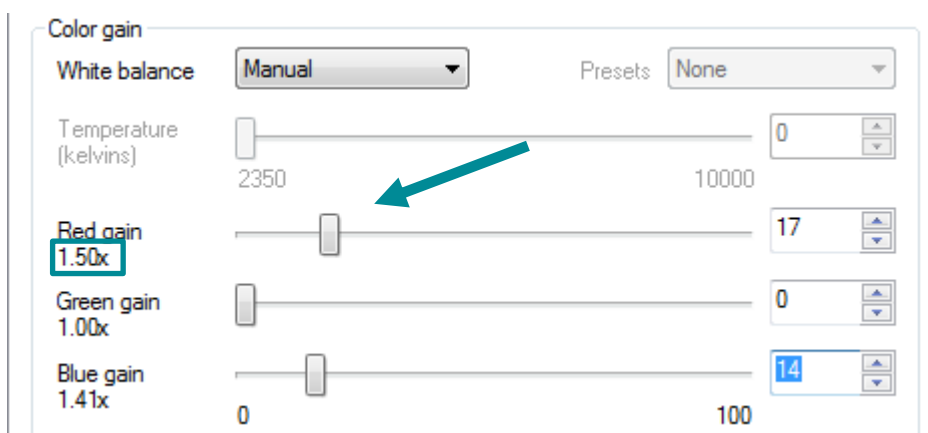 Color gain
White balance Manual Presets None
Temperature
(kelvins) 0
2350 10000
Red gain 17
1.50x
Green gain 0
1.00x
Blue gain 14
1.41x
0 100